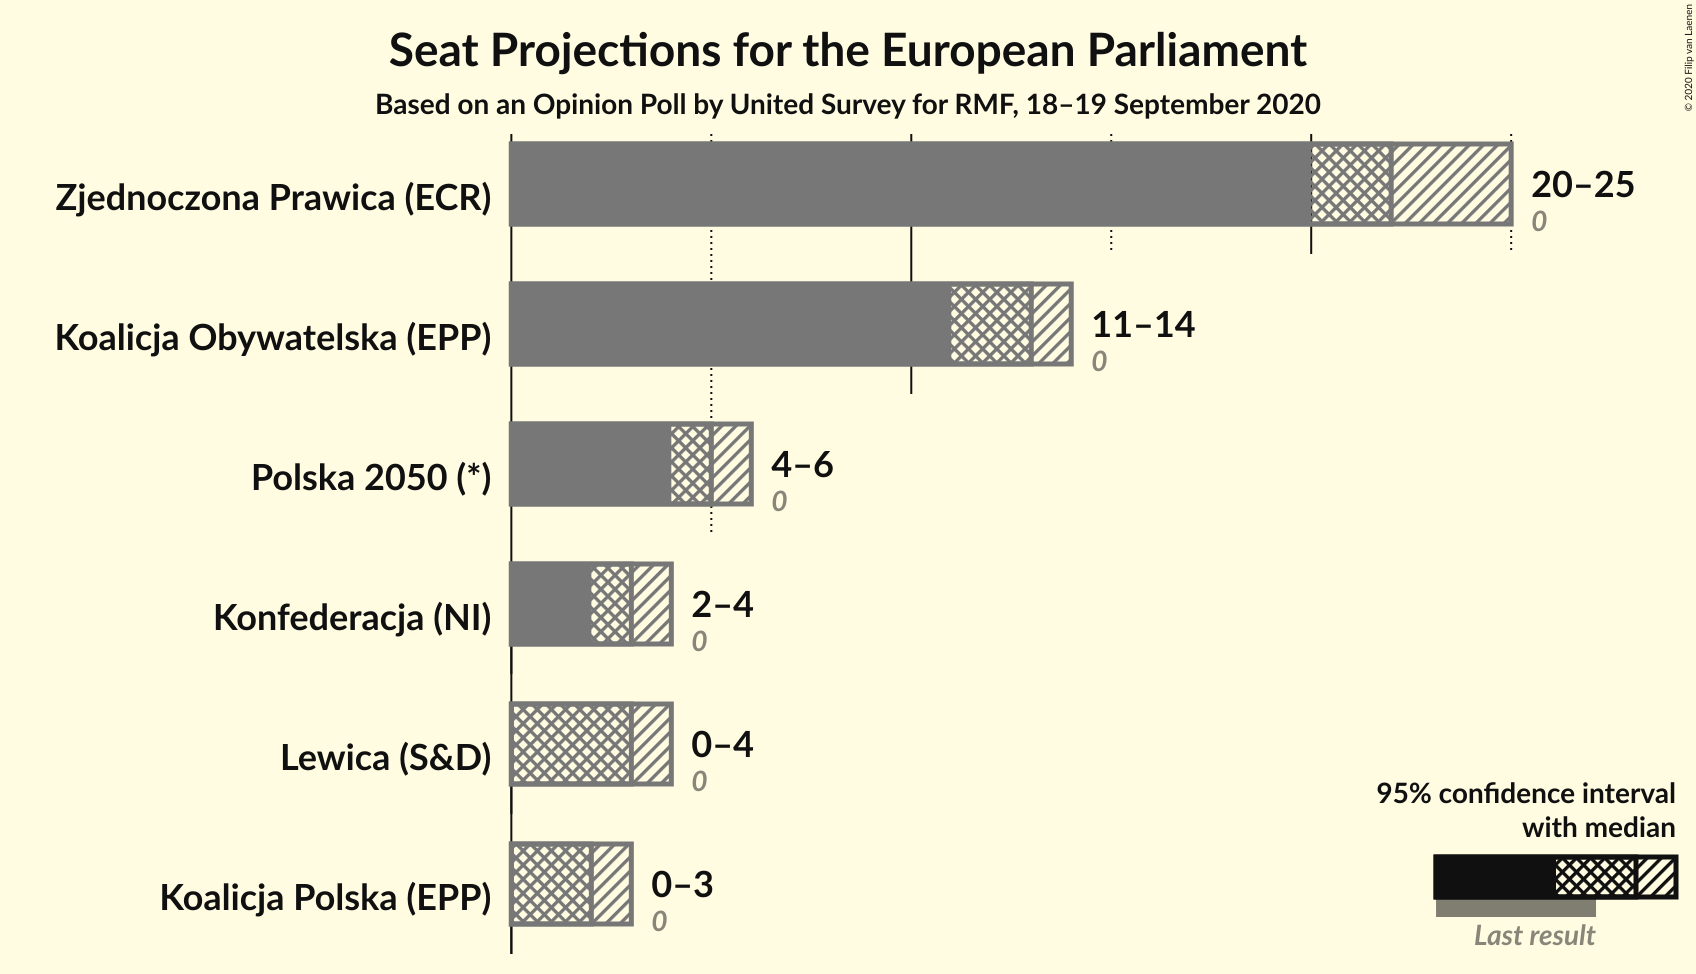 Seat Projections for the European Parliament
Based on an Opinion Poll by United Survey for RMF, 18–19 September 2020
© 2020 Filip van Laenen
Zjednoczona Prawica (ECR)
20–25
0
Koalicja Obywatelska (EPP)
11–14
0
Polska 2050 (*)
4–6
0
Konfederacja (NI)
2–4
0
Lewica (S&D)
0–4
0
Koalicja Polska (EPP)
0–3
0
95% confidence interval
with median
Last result